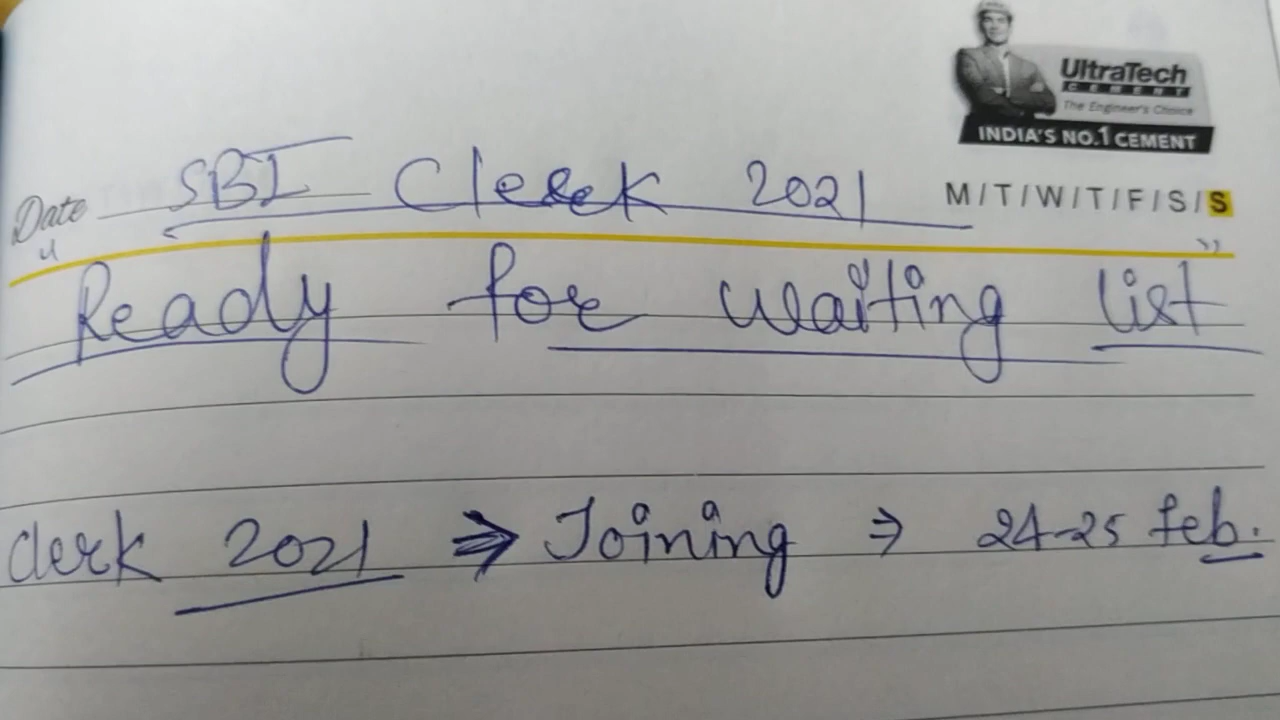 UltraTech
CEMENT
The Engineer's Choice
INDIA'S NO.1 CEMENT
Date SBI Clerk 2021 M/T/W/T/F/S/S
"Ready for waiting list"
Clerk 2021 ⇒ Joining ⇒ 24-25 feb.